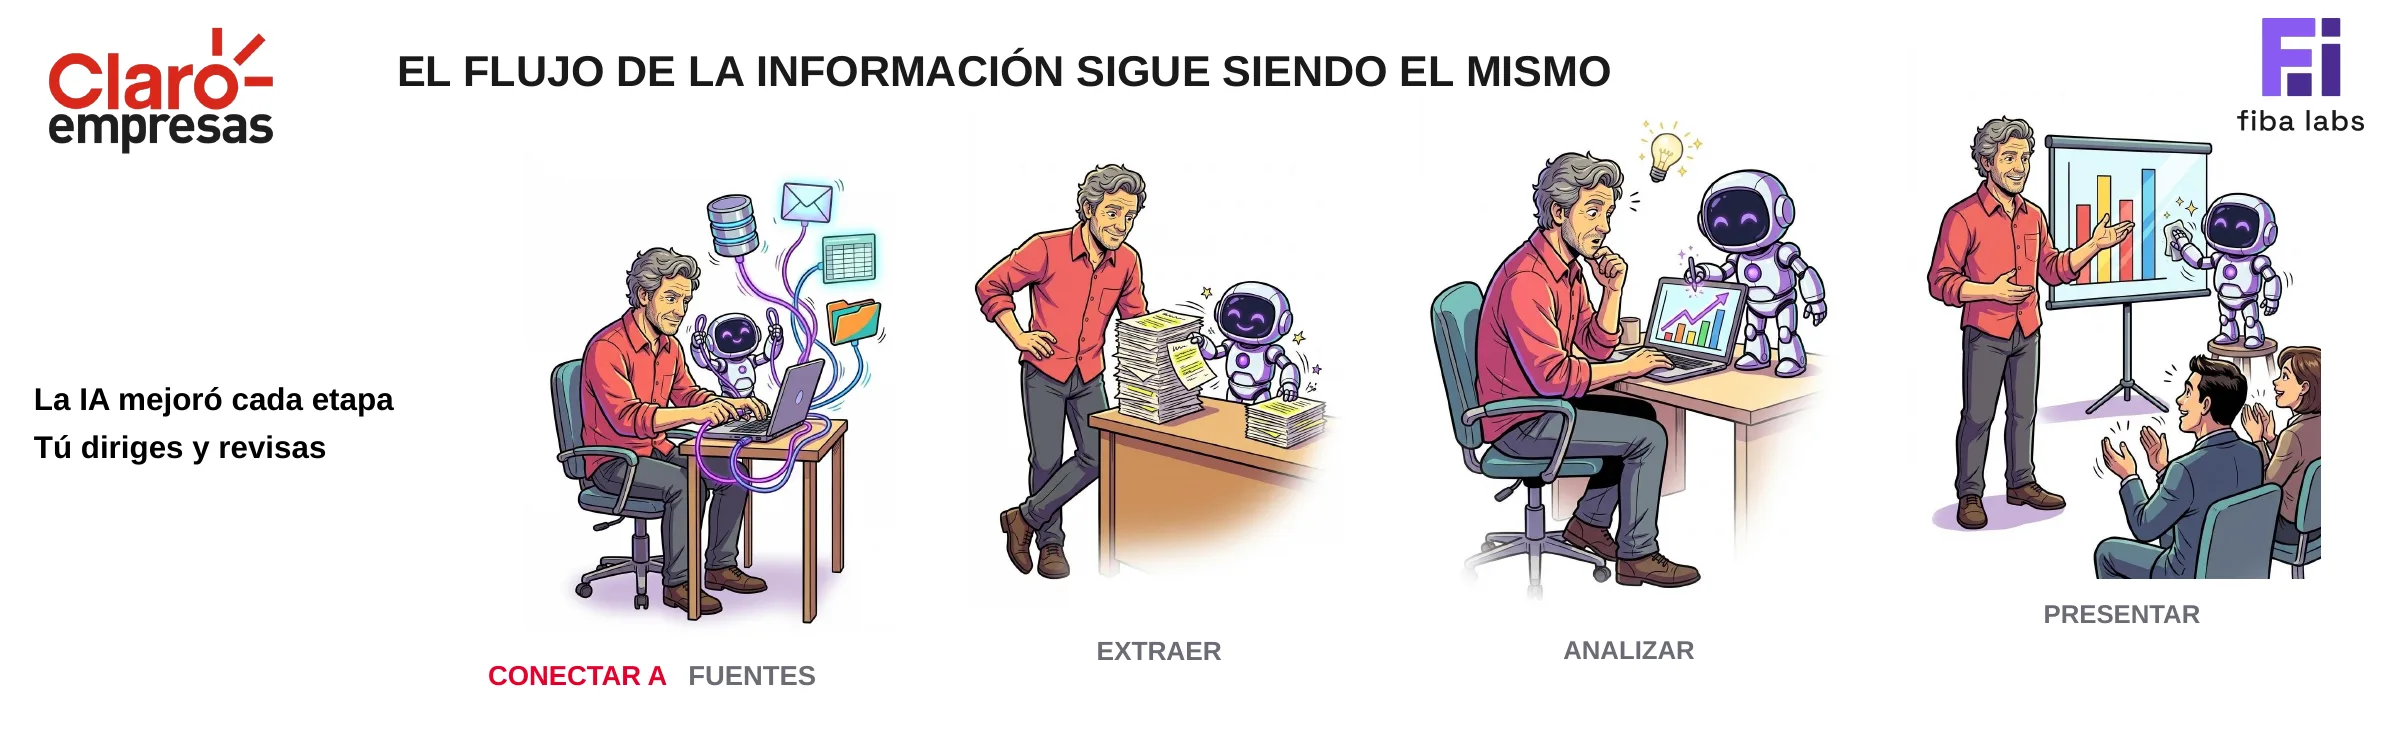 Claro
empresas
EL FLUJO DE LA INFORMACIÓN SIGUE SIENDO EL MISMO
fiba labs
La IA mejoró cada etapa
Tú diriges y revisas
CONECTAR A FUENTES
EXTRAER
ANALIZAR
PRESENTAR